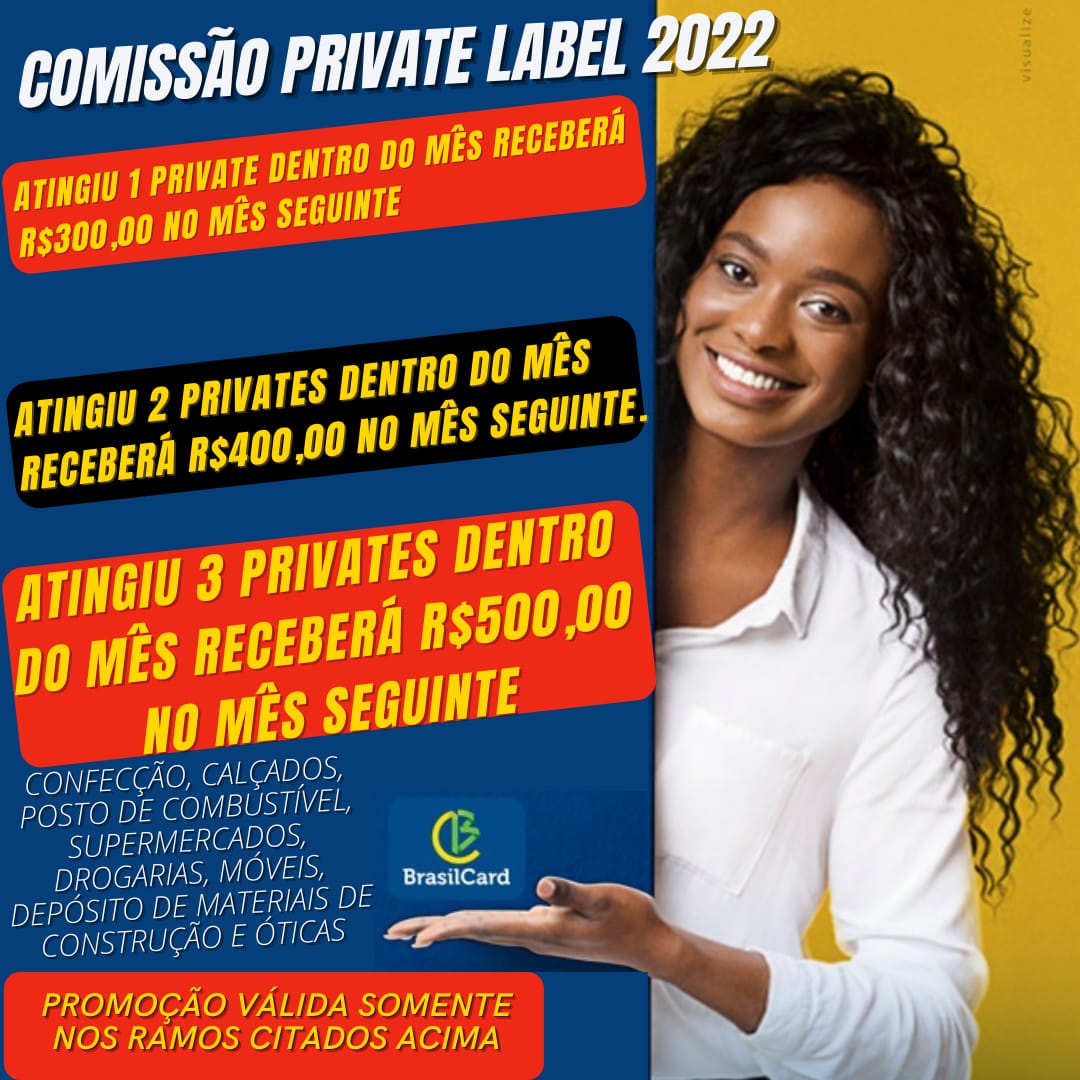 COMISSÃO PRIVATE LABEL 2022
visualize
ATINGIU 1 PRIVATE DENTRO DO MÊS RECEBERÁ
R$300,00 NO MÊS SEGUINTE
ATINGIU 2 PRIVATES DENTRO DO MÊS
RECEBERÁ R$400,00 NO MÊS SEGUINTE.
ATINGIU 3 PRIVATES DENTRO
DO MÊS RECEBERÁ R$500,00
NO MÊS SEGUINTE
CONFECÇÃO, CALÇADOS,
POSTO DE COMBUSTÍVEL,
SUPERMERCADOS,
DROGARIAS, MÓVEIS,
DEPÓSITO DE MATERIAIS DE
CONSTRUÇÃO E ÓTICAS
BrasilCard
PROMOÇÃO VÁLIDA SOMENTE
NOS RAMOS CITADOS ACIMA